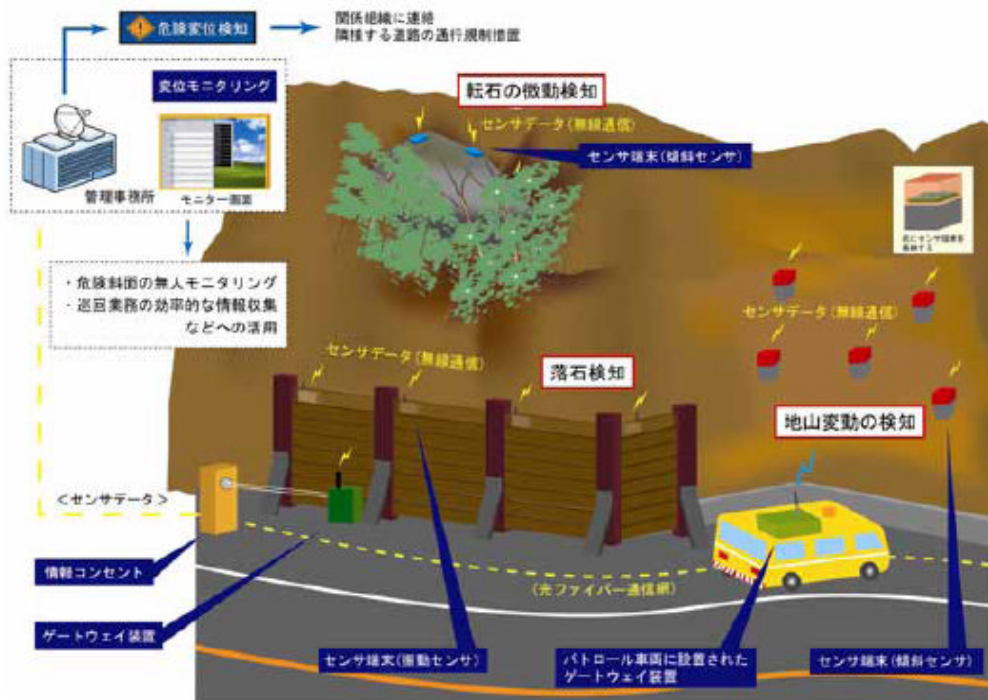 危険変位検知
関係組織に連絡
隣接する道路の通行規制措置
変位モニタリング
管理事務所
モニター画面
・危険斜面の無人モニタリング
・巡回業務の効率的な情報収集
などへの活用
転石の微動検知
センサデータ(無線通信)
センサ端末(傾斜センサ)
センサデータ(無線通信)
センサデータ(無線通信)
落石検知
地山変動の検知
<センサデータ>
情報コンセント
(光ファイバー通信網)
ゲートウェイ装置
センサ端末(振動センサ)
パトロール車両に設置された
ゲートウェイ装置
センサ端末(傾斜センサ)